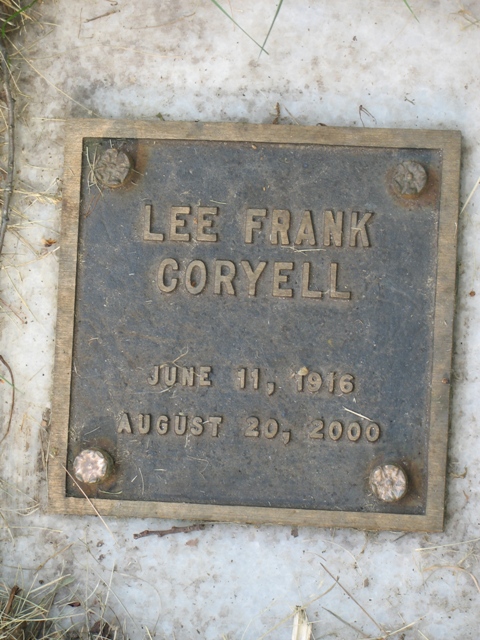 LEE FRANK
CORYELL
JUNE 11, 1916
AUGUST 20, 2000